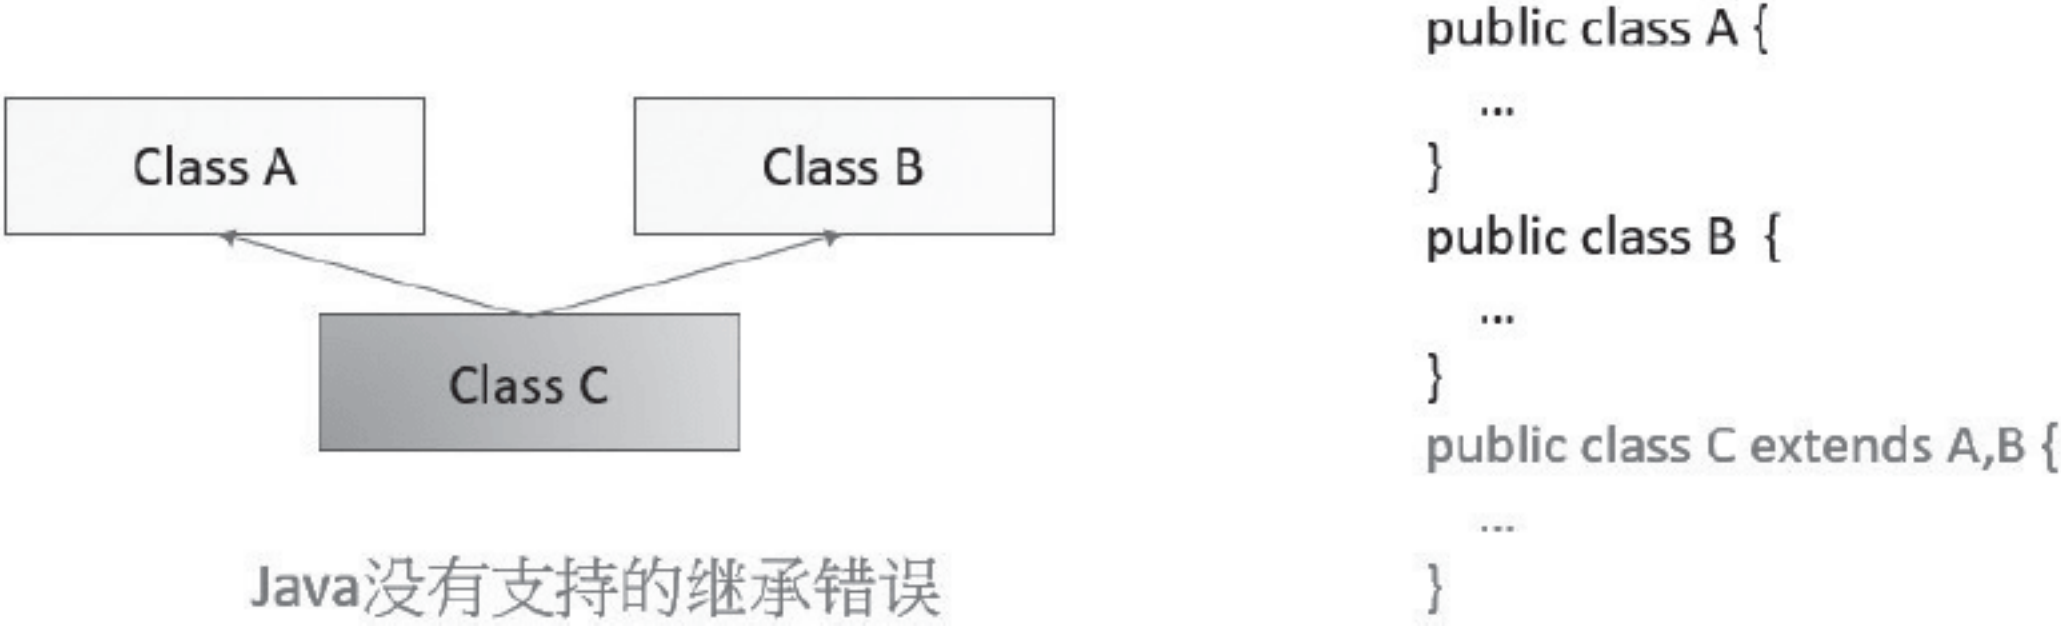 Class A
Class B
Class C
Java没有支持的继承错误
public class A {
...
}
public class B {
...
}
public class C extends A,B {
...
}